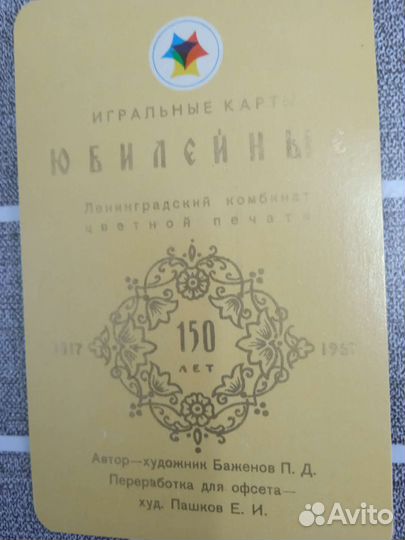 ИГРАЛЬНЫЕ КАРТЫ
ЮБИЛЕЙНЫЕ
Ленинградский комбинат
цветной печати
150
1817 1967
ЛЕТ
Автор—художник Баженов П. Д.
Переработка для офсета—
худ. Пашков Е. И.
Avito